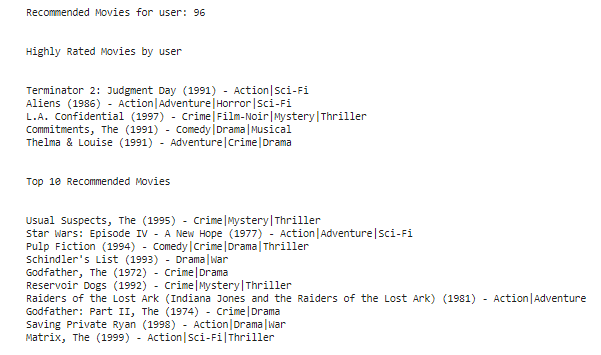 Recommended Movies for user: 96
Highly Rated Movies by user
Terminator 2: Judgment Day (1991) - Action|Sci-Fi
Aliens (1986) - Action|Adventure|Horror|Sci-Fi
L.A. Confidential (1997) - Crime|Film-Noir|Mystery|Thriller
Commitments, The (1991) - Comedy|Drama|Musical
Thelma & Louise (1991) - Adventure|Crime|Drama
Top 10 Recommended Movies
Usual Suspects, The (1995) - Crime|Mystery|Thriller
Star Wars: Episode IV - A New Hope (1977) - Action|Adventure|Sci-Fi
Pulp Fiction (1994) - Comedy|Crime|Drama|Thriller
Schindler's List (1993) - Drama|War
Godfather, The (1972) - Crime|Drama
Reservoir Dogs (1992) - Crime|Mystery|Thriller
Raiders of the Lost Ark (Indiana Jones and the Raiders of the Lost Ark) (1981) - Action|Adventure
Godfather: Part II, The (1974) - Crime|Drama
Saving Private Ryan (1998) - Action|Drama|War
Matrix, The (1999) - Action|Sci-Fi|Thriller